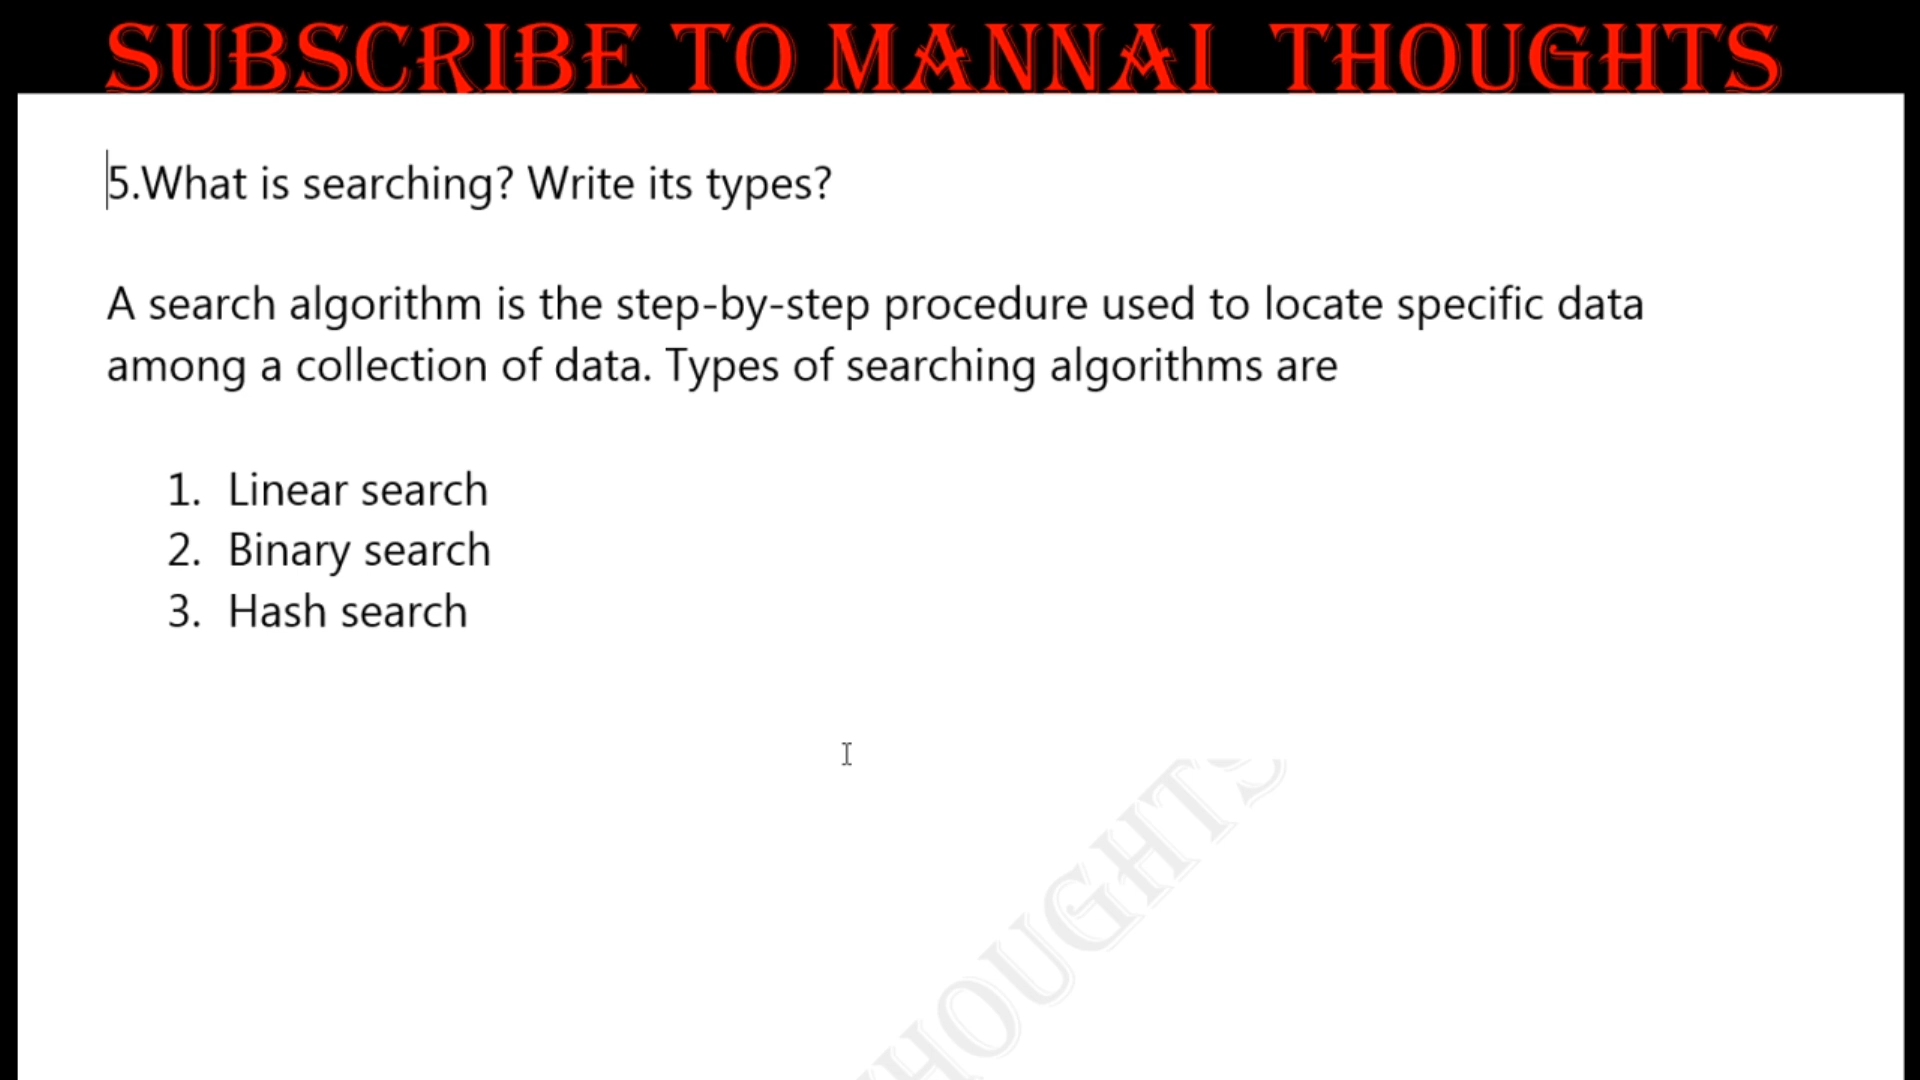 SUBSCRIBE TO MANNAI THOUGHTS
5.What is searching? Write its types?
A search algorithm is the step-by-step procedure used to locate specific data
among a collection of data. Types of searching algorithms are
1. Linear search
2. Binary search
3. Hash search
HOUGHTS